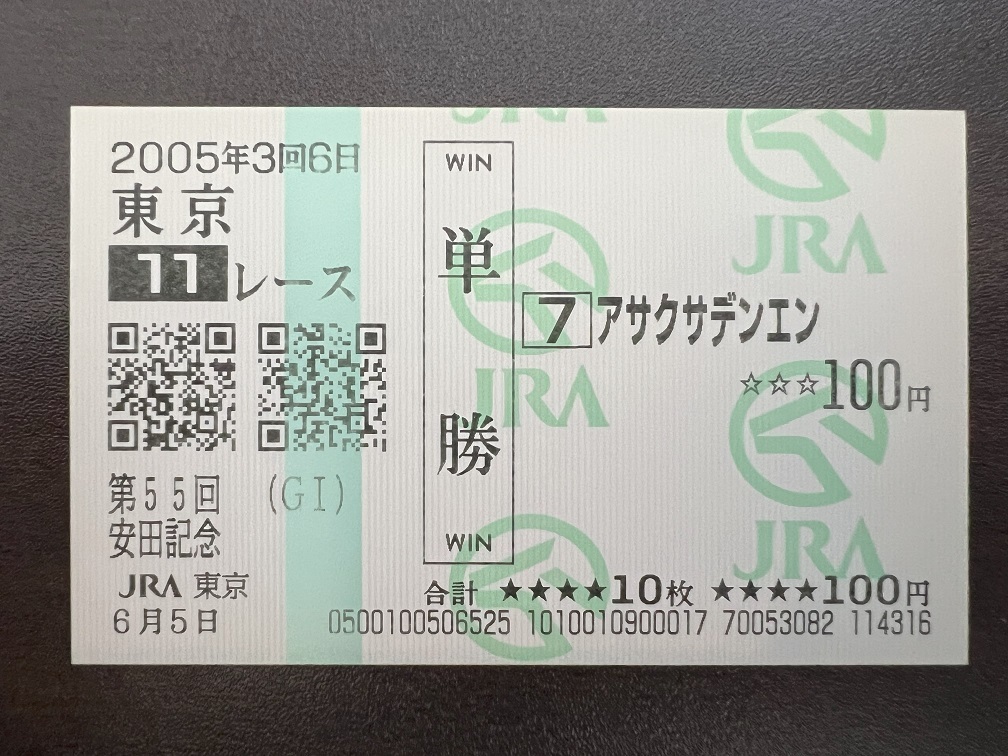 2005年3回6日
東京
11レース
第55回 (GI)
安田記念
JRA 東京
6月5日
WIN
単勝
WIN
7 アサクサデンエン
☆☆☆100円
合計 ★★★★10枚 ★★★★100円
0500100506525 1010010900017 70053082 114316
JRA
JRA
JRA
JRA